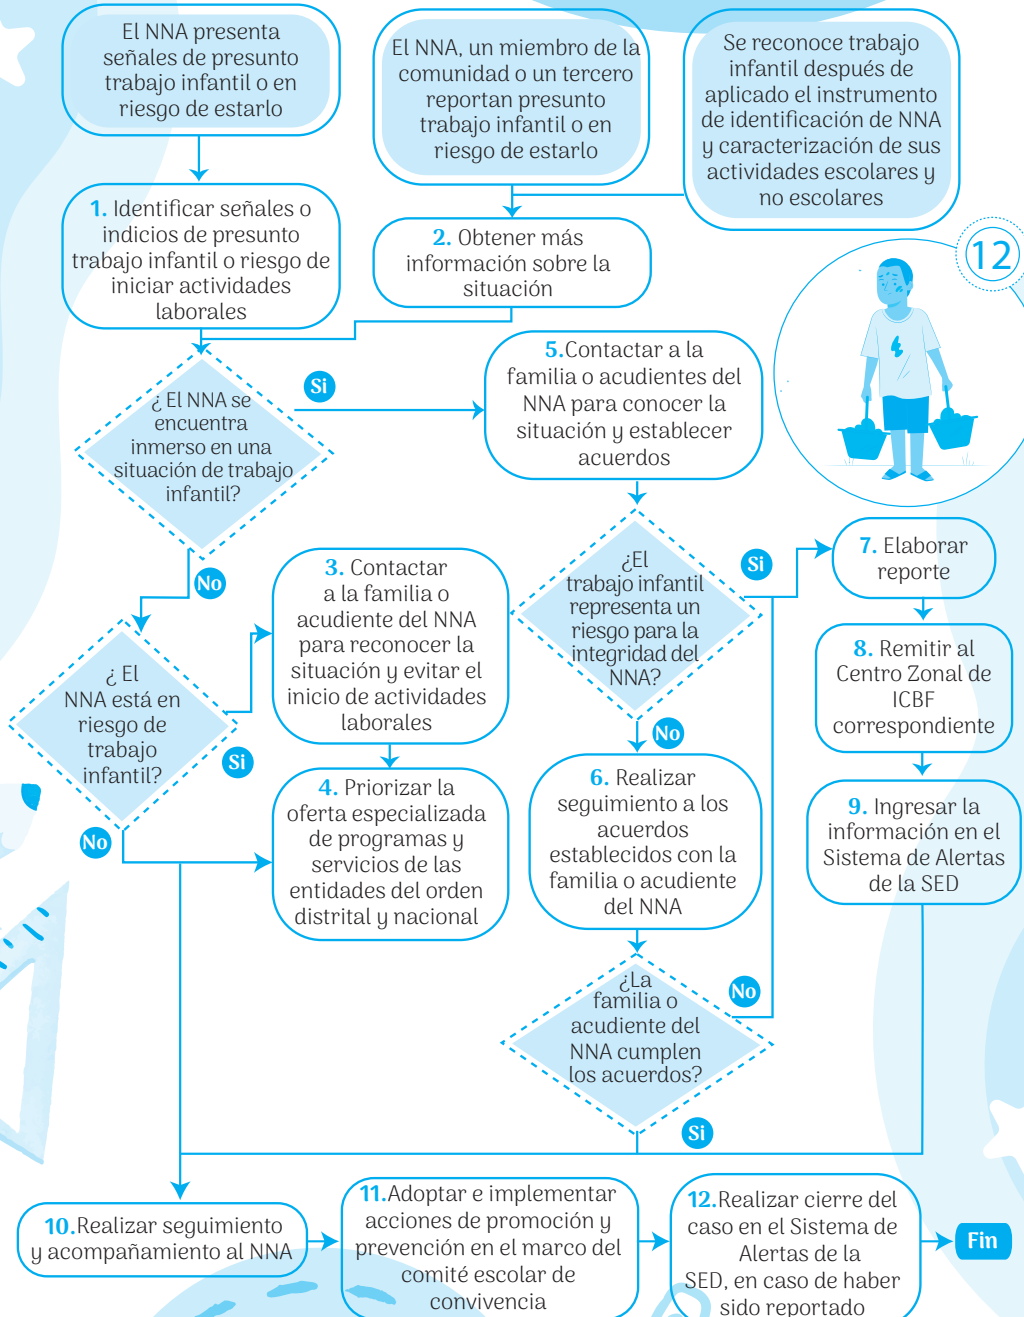 El NNA presenta
señales de presunto
trabajo infantil o en
riesgo de estarlo
El NNA, un miembro de la
comunidad o un tercero
reportan presunto
trabajo infantil o en
riesgo de estarlo
Se reconoce trabajo
infantil después de
aplicado el instrumento
de identificación de NNA
y caracterización de sus
actividades escolares y
no escolares
1. Identificar señales o
indicios de presunto
trabajo infantil o riesgo de
iniciar actividades
laborales
2. Obtener más
información sobre la
situación
12
¿ El NNA se
encuentra
inmerso en una
situación de trabajo
infantil?
Si
5.Contactar a la
familia o acudientes del
NNA para conocer la
situación y establecer
acuerdos
No
3. Contactar
a la familia o
acudiente del NNA
para reconocer la
situación y evitar el
inicio de actividades
laborales
¿El
trabajo infantil
representa un
riesgo para la
integridad del
NNA?
Si
7. Elaborar
reporte
8. Remitir al
Centro Zonal de
ICBF
correspondiente
¿ El
NNA está en
riesgo de
trabajo
infantil?
Si
No
No
4. Priorizar la
oferta especializada
de programas y
servicios de las
entidades del orden
distrital y nacional
6. Realizar
seguimiento a los
acuerdos
establecidos con la
familia o acudiente
del NNA
9. Ingresar la
información en el
Sistema de Alertas
de la SED
¿La
familia o
acudiente del
NNA cumplen
los acuerdos?
No
Si
10.Realizar seguimiento
y acompañamiento al NNA
11.Adoptar e implementar
acciones de promoción y
prevención en el marco del
comité escolar de
convivencia
12.Realizar cierre del
caso en el Sistema de
Alertas de la
SED, en caso de haber
sido reportado
Fin